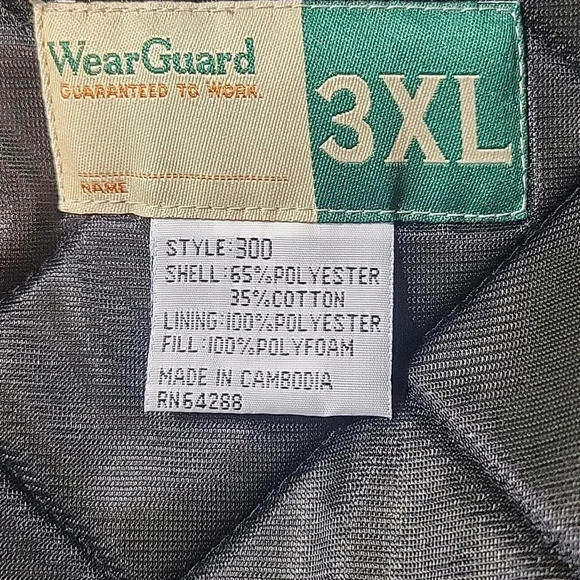 WearGuard
GUARANTEED TO WORK.
NAME
3XL
STYLE:300
SHELL:65%POLYESTER
35%COTTON
LINING:100%POLYESTER
FILL:100%POLYFOAM
MADE IN CAMBODIA
RN64288